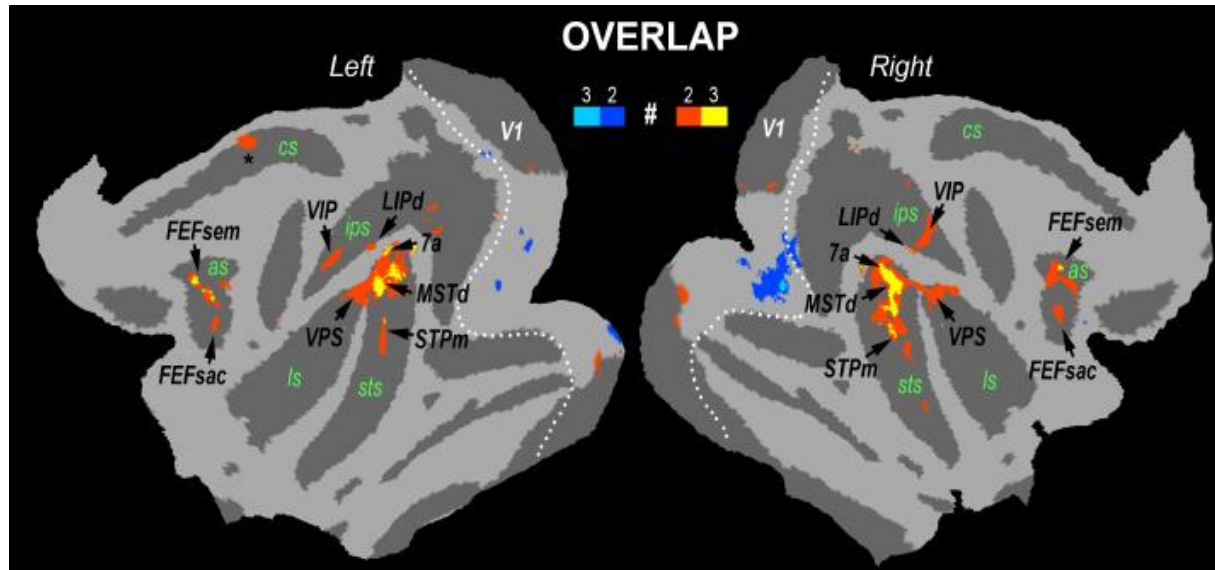 OVERLAP
Left
Right
3 2 # 2 3
V1
cs
*
VIP
LIPd
ips
7a
FEFsem
as
MSTd
VPS
STPm
FEFsac
ls
sts
V1
cs
VIP
LIPd
ips
7a
FEFsem
as
MSTd
VPS
STPm
FEFsac
sts
ls